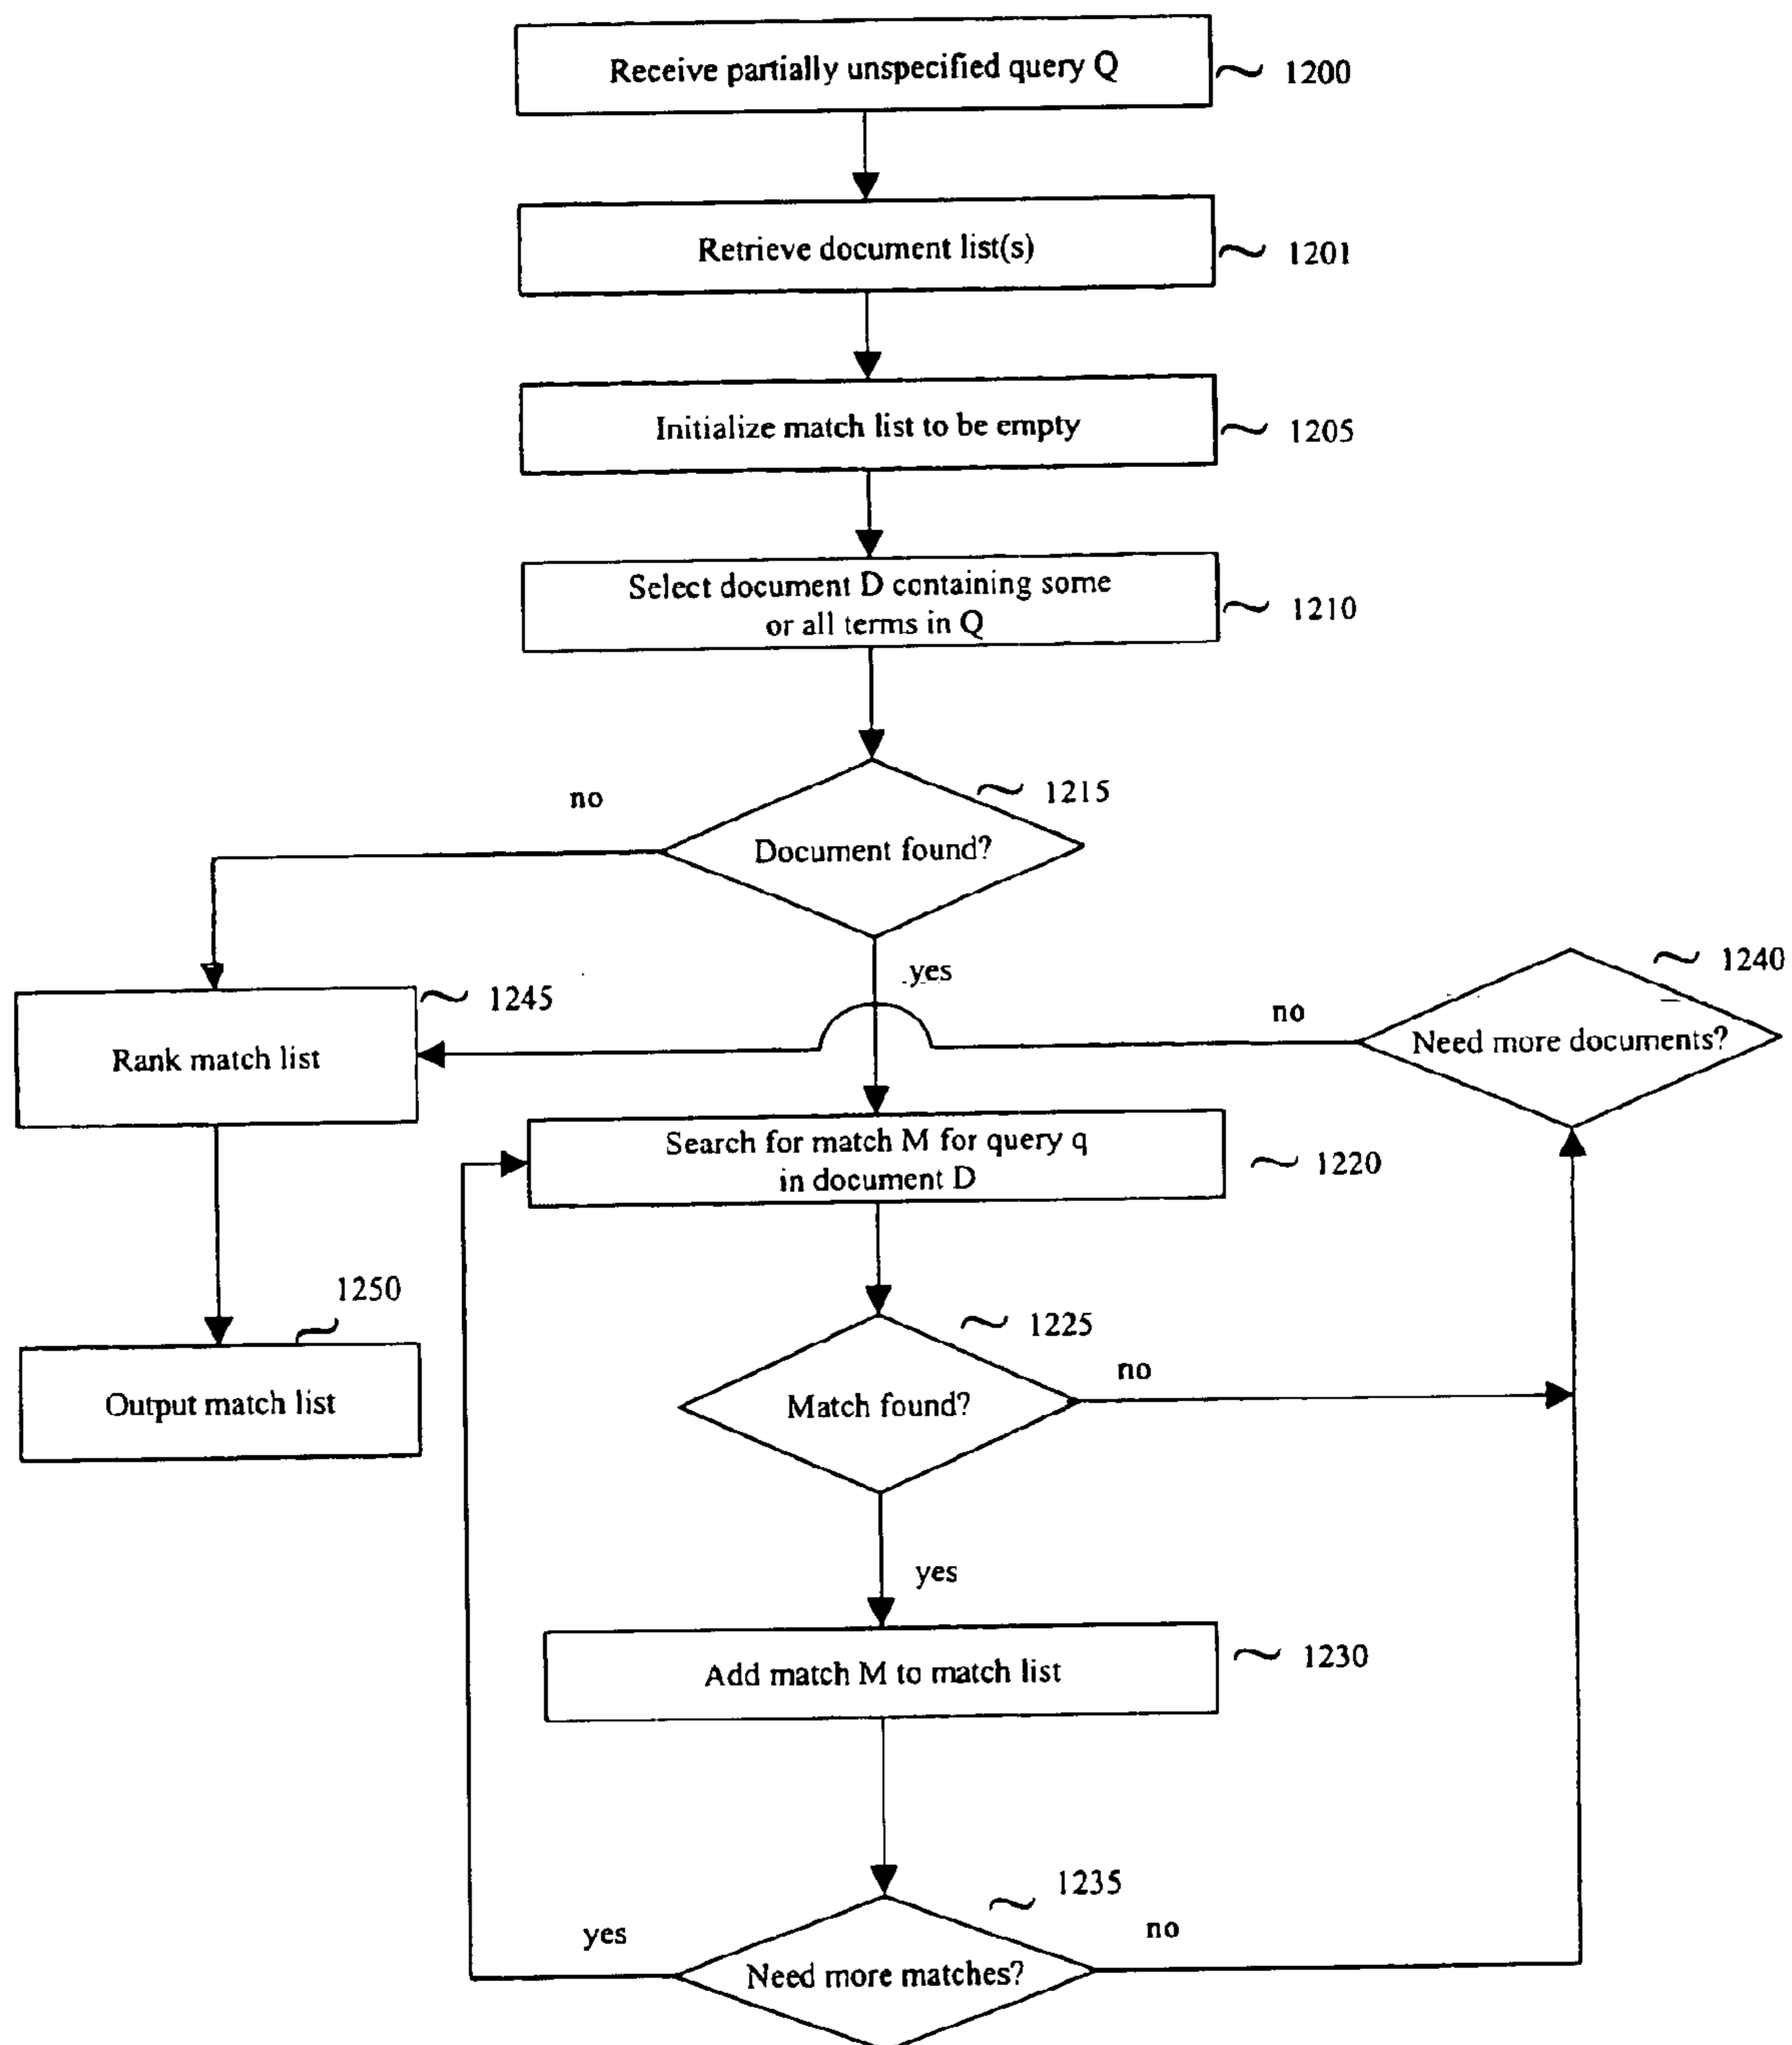 Receive partially unspecified query Q
1200
Retrieve document list(s)
1201
Initialize match list to be empty
1205
Select document D containing some
or all terms in Q
1210
no
1215
Document found?
yes
1240
Need more documents?
no
1245
Rank match list
Search for match M for query q
in document D
1220
1250
Output match list
1225
Match found?
no
yes
Add match M to match list
1230
1235
yes
Need more matches?
no